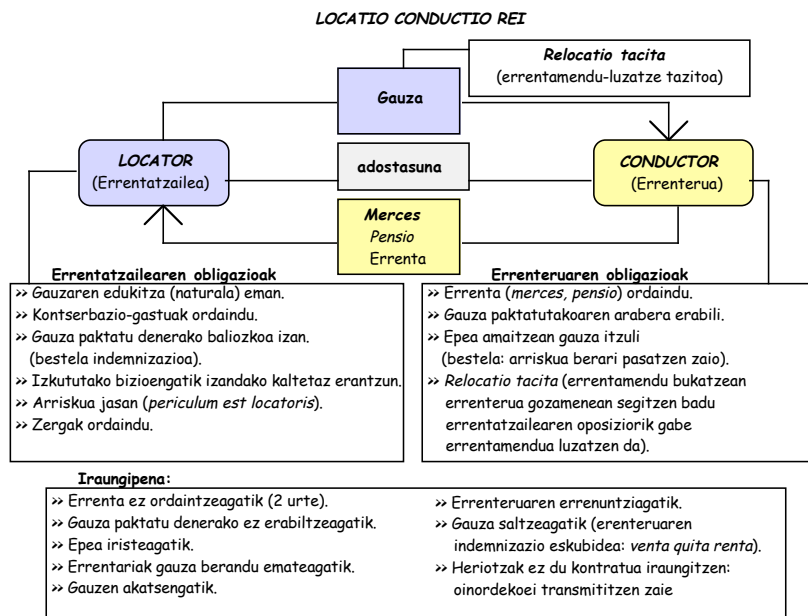 LOCATIO CONDUCTIO REI
Relocatio tacita
(errentamendu-luzatze tazitoa)
Gauza
LOCATOR
(Errentatzailea)
adostasuna
CONDUCTOR
(Errenterua)
Merces
Pensio
Errenta
Errentatzailearen obligazioak
» Gauzaren edukitza (naturala) eman.
» Kontserbazio-gastuak ordaindu.
» Gauza paktatu denerako baliozkoa izan.
(bestela indemnizazioa).
» Izkututako bizioengatik izandako kaltetaz erantzun.
» Arriskua jasan (periculum est locatoris).
» Zergak ordaindu.
Errenteruaren obligazioak
» Errenta (merces, pensio) ordaindu.
» Gauza paktatutakoaren arabera erabili.
» Epea amaitzean gauza itzuli
(bestela: arriskua berari pasatzen zaio).
» Relocatio tacita (errentamendu bukatzean
errenterua gozamenean segitzen badu
errentatzailearen oposiziorik gabe
errentamendua luzatzen da).
Iraungipena:
» Errenta ez ordaintzeagatik (2 urte).
» Gauza paktatu denerako ez erabiltzeagatik.
» Epea iristeagatik.
» Errentariak gauza berandu emateagatik.
» Gauzen akatsengatik.
» Errenteruaren errenuntziagatik.
» Gauza saltzeagatik (erenteruaren
indemnizazio eskubidea: venta quita renta).
» Heriotzak ez du kontratua iraungitzen:
oinordekoei transmititzen zaie